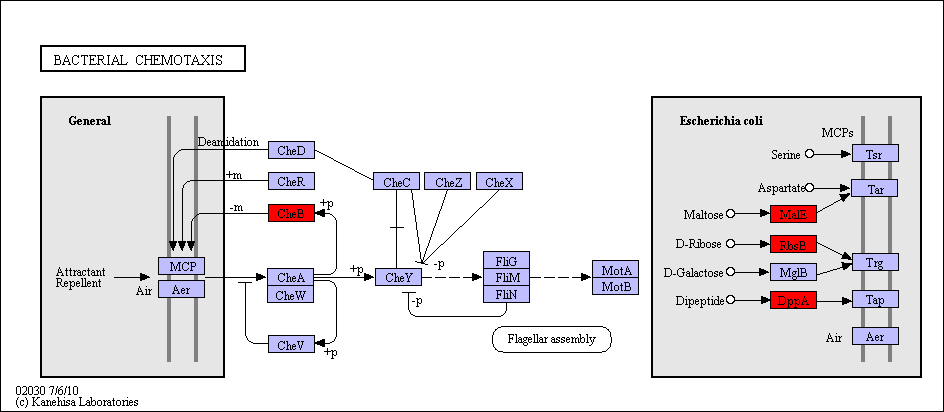 BACTERIAL CHEMOTAXIS
General
Deamidation
CheD
+m
CheR
-m
CheB
+p
MCP
Attractant
Repellent
Air
Aer
CheA
CheW
CheV
+p
CheC
CheZ
CheX
+p
CheY
-p
-p
FliG
FliM
FliN
MotA
MotB
Flagellar assembly
Escherichia coli
MCPs
Serine
Tsr
Aspartate
Tar
Maltose
MalE
D-Ribose
RbsB
Trg
D-Galactose
MglB
Dipeptide
DppA
Tap
Air
Aer
02030 7/6/10
(c) Kanehisa Laboratories